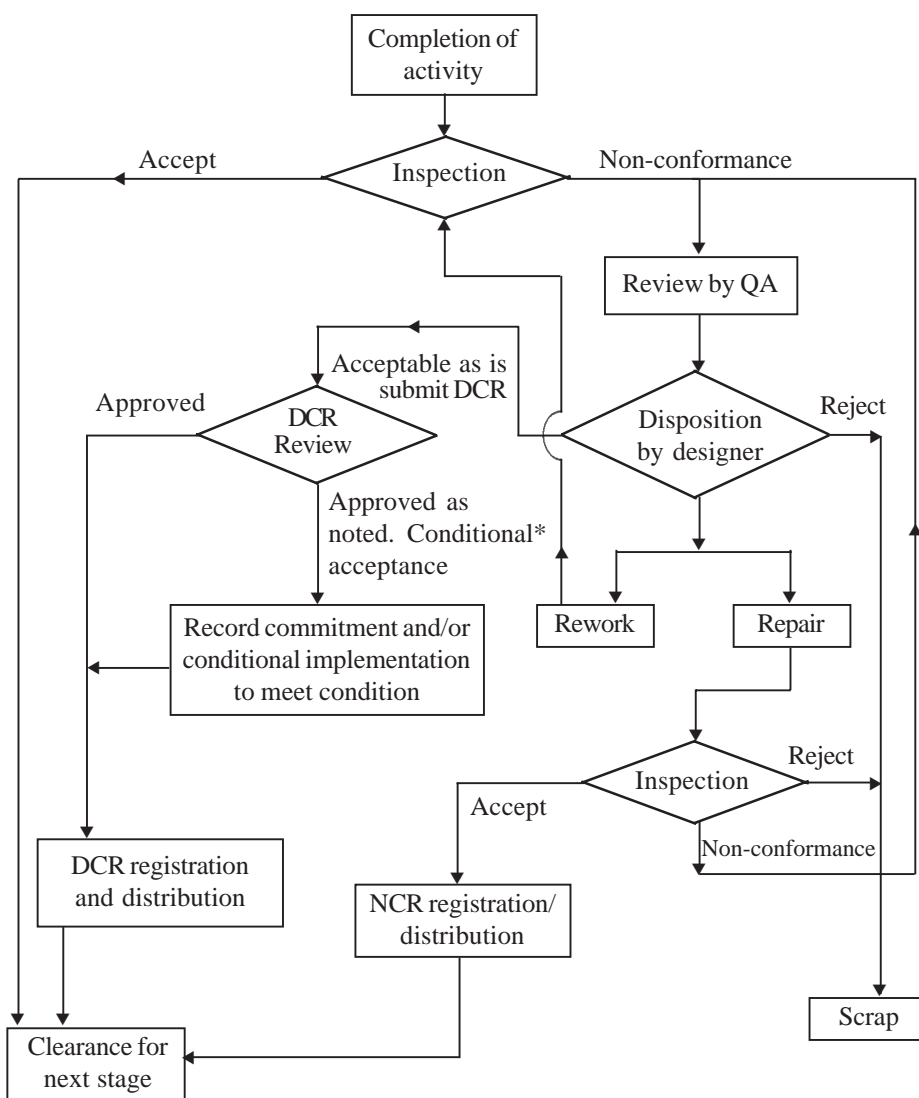 Completion of
activity
Accept
Inspection
Non-conformance
Review by QA
Acceptable as is
submit DCR
Approved
DCR
Review
Disposition
by designer
Reject
Approved as
noted. Conditional*
acceptance
Record commitment and/or
conditional implementation
to meet condition
Rework
Repair
Inspection
Reject
Accept
Non-conformance
DCR registration
and distribution
NCR registration/
distribution
Scrap
Clearance for
next stage